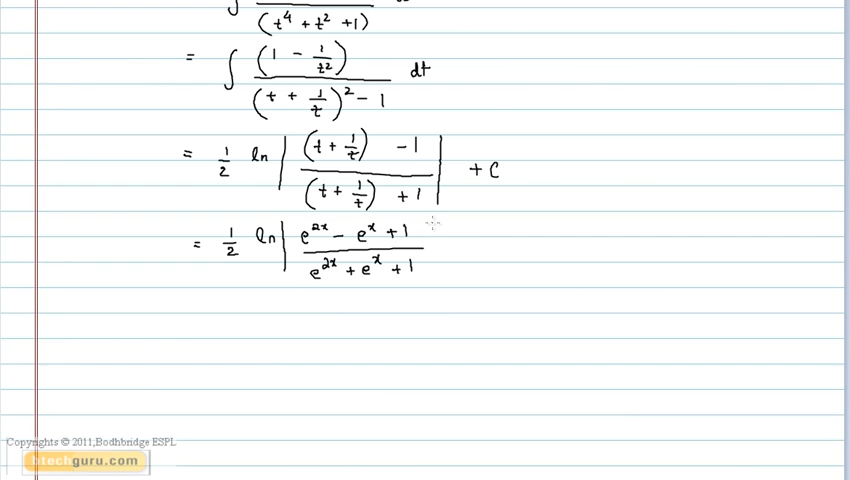 ∫ / (t⁴ + t² + 1)
= ∫ (1 - 1/t²) / ((t + 1/t)² - 1) dt
= 1/2 ln | ((t + 1/t) - 1) / ((t + 1/t) + 1) | + C
= 1/2 ln | (e²ˣ - eˣ + 1) / (e²ˣ + eˣ + 1)
Copyrights © 2011,Bodhbridge ESPL
btechguru.com